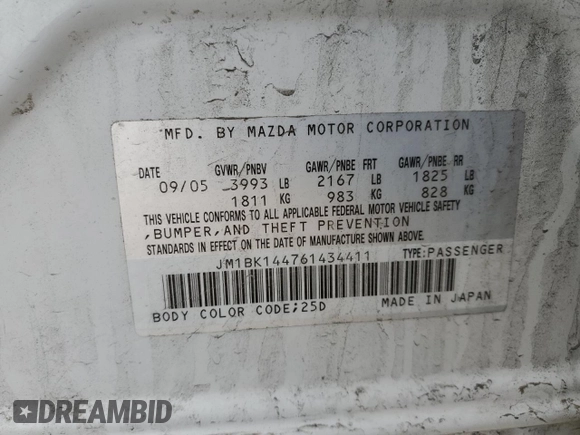 MFD. BY MAZDA MOTOR CORPORATION
DATE GVWR/PNBV GAWR/PNBE FRT GAWR/PNBE RR
09/05 3993 LB 2167 LB 1825 LB
1811 KG 983 KG 828 KG
THIS VEHICLE CONFORMS TO ALL APPLICABLE FEDERAL MOTOR VEHICLE SAFETY
,BUMPER,AND THEFT PREVENTION
STANDARDS IN EFFECT ON THE DATE OF MANUFACTURE SHOWN ABOVE.
JM1BK144761434411 TYPE:PASSENGER
BODY COLOR CODE;25D MADE IN JAPAN
DREAMBID